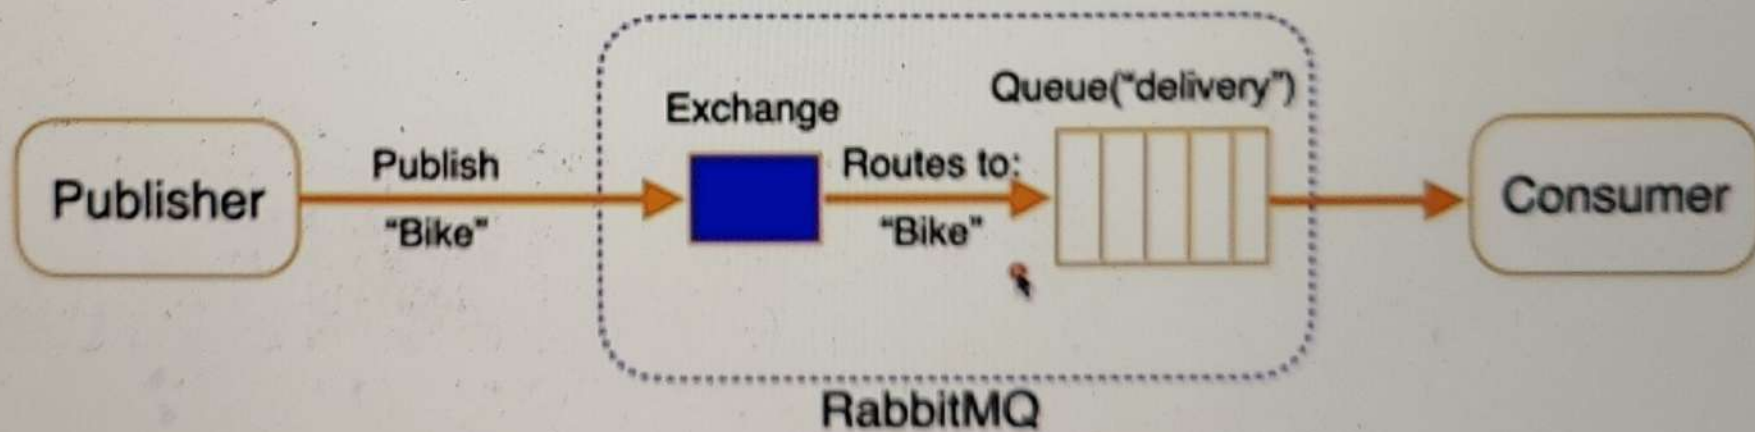 Publisher
Publish
"Bike"
Exchange
Routes to:
"Bike"
Queue("delivery")
Consumer
RabbitMQ